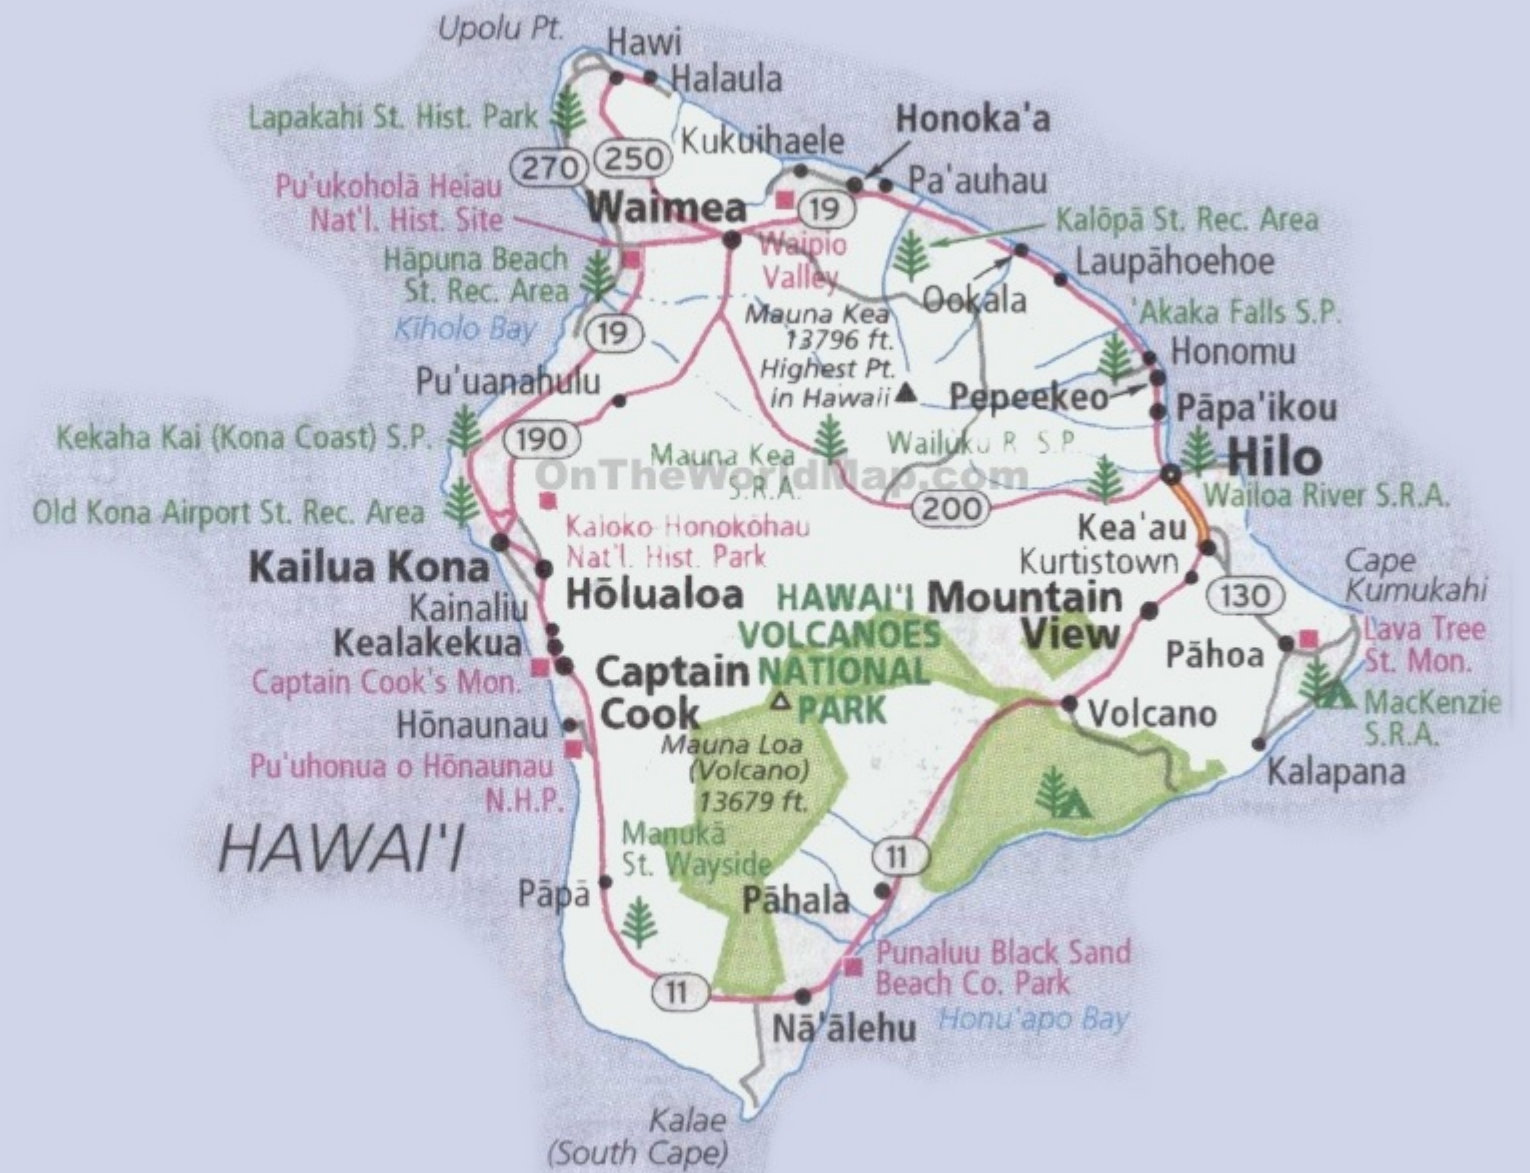 Upolu Pt.
Hawi
Halaula
Lapakahi St. Hist. Park
Honoka'a
Kukuihaele
270
250
Pa'auhau
Pu'ukoholā Heiau
Nat'l. Hist. Site
Waimea
19
Kalōpā St. Rec. Area
Waipio
Valley
Hāpuna Beach
St. Rec. Area
Laupāhoehoe
Ookala
Kīholo Bay
19
Mauna Kea
13796 ft.
Highest Pt.
in Hawaii
'Akaka Falls S.P.
Honomu
Pu'uanahulu
Pepeekeo
Pāpa'ikou
Kekaha Kai (Kona Coast) S.P.
190
Mauna Kea
S.R.A.
Wailuku R. S.P.
Hilo
OnTheWorldMap.com
Wailoa River S.R.A.
Old Kona Airport St. Rec. Area
200
Kaloko Honokōhau
Nat'l. Hist. Park
Kea'au
Kurtistown
Kailua Kona
Hōlualoa
Cape
Kumukahi
130
Kainaliu
HAWAI'I
VOLCANOES
NATIONAL
PARK
Mountain
View
Kealakekua
Pāhoa
Lava Tree
St. Mon.
Captain Cook's Mon.
Captain
Cook
MacKenzie
S.R.A.
Hōnaunau
Volcano
Mauna Loa
(Volcano)
13679 ft.
Kalapana
Pu'uhonua o Hōnaunau
N.H.P.
HAWAI'I
Manukā
St. Wayside
11
Pāpā
Pāhala
Punaluu Black Sand
Beach Co. Park
11
Nā'ālehu
Honu'apo Bay
Kalae
(South Cape)